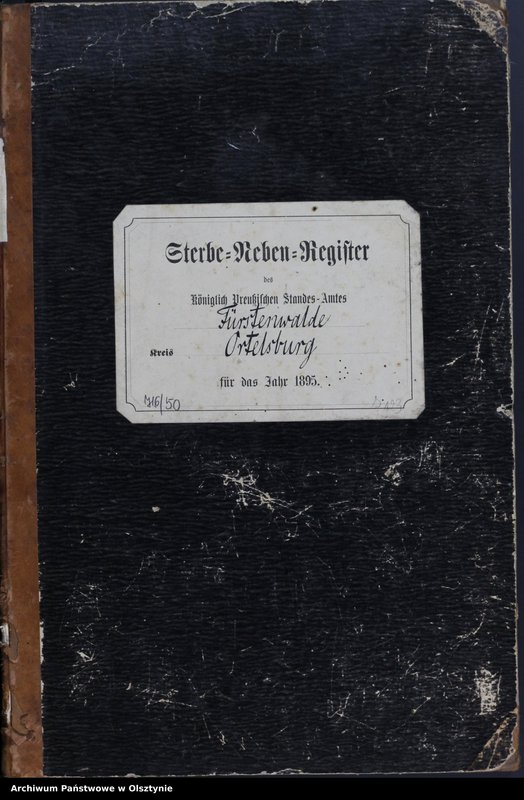 Sterbe-Neben-Register
des
Königlich Preußischen Standes-Amtes
Fürstenwalde
Kreis Ortelsburg
für das Jahr 1895.
1716/50
Archiwum Państwowe w Olsztynie